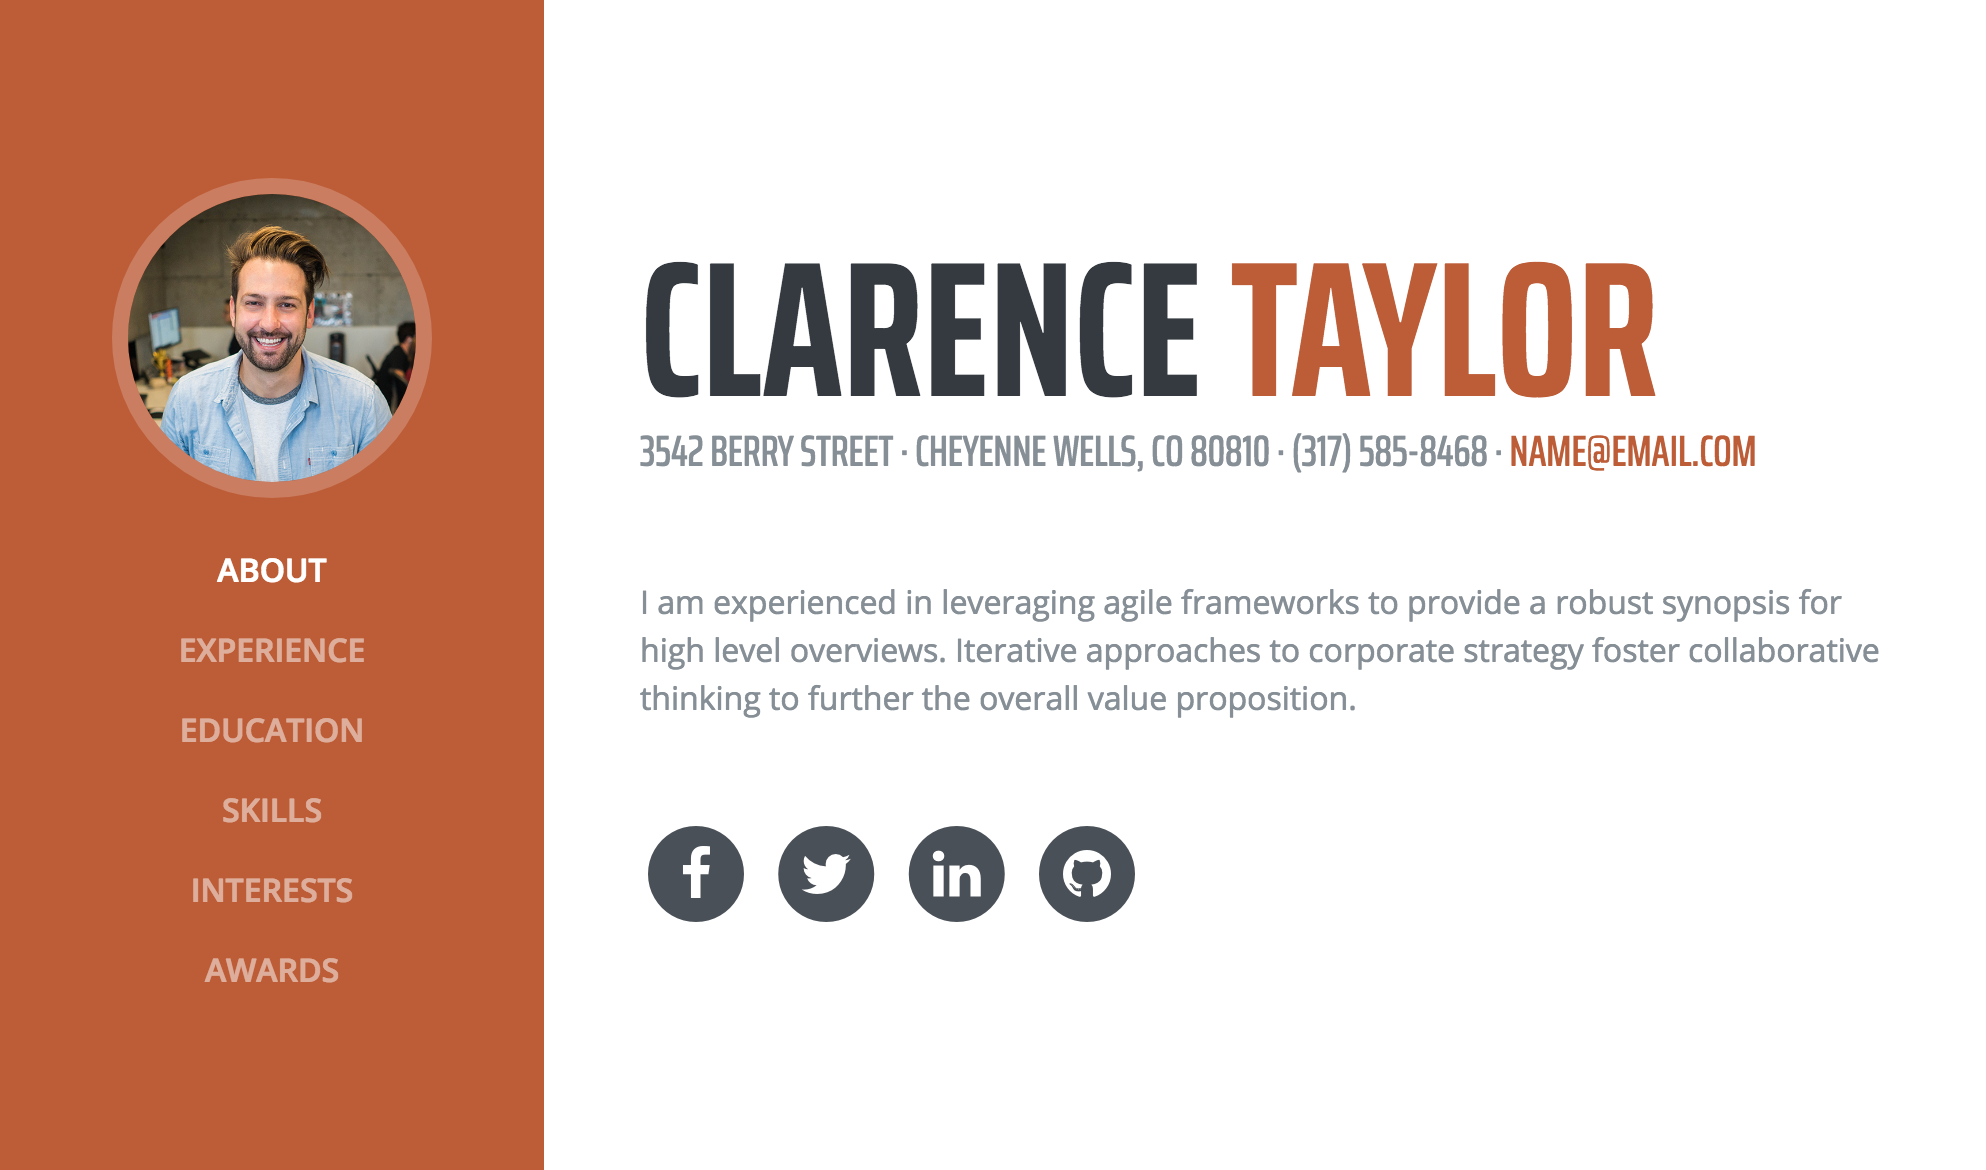 ABOUT
EXPERIENCE
EDUCATION
SKILLS
INTERESTS
AWARDS
CLARENCE TAYLOR
3542 BERRY STREET · CHEYENNE WELLS, CO 80810 · (317) 585-8468 · NAME@EMAIL.COM
I am experienced in leveraging agile frameworks to provide a robust synopsis for
high level overviews. Iterative approaches to corporate strategy foster collaborative
thinking to further the overall value proposition.